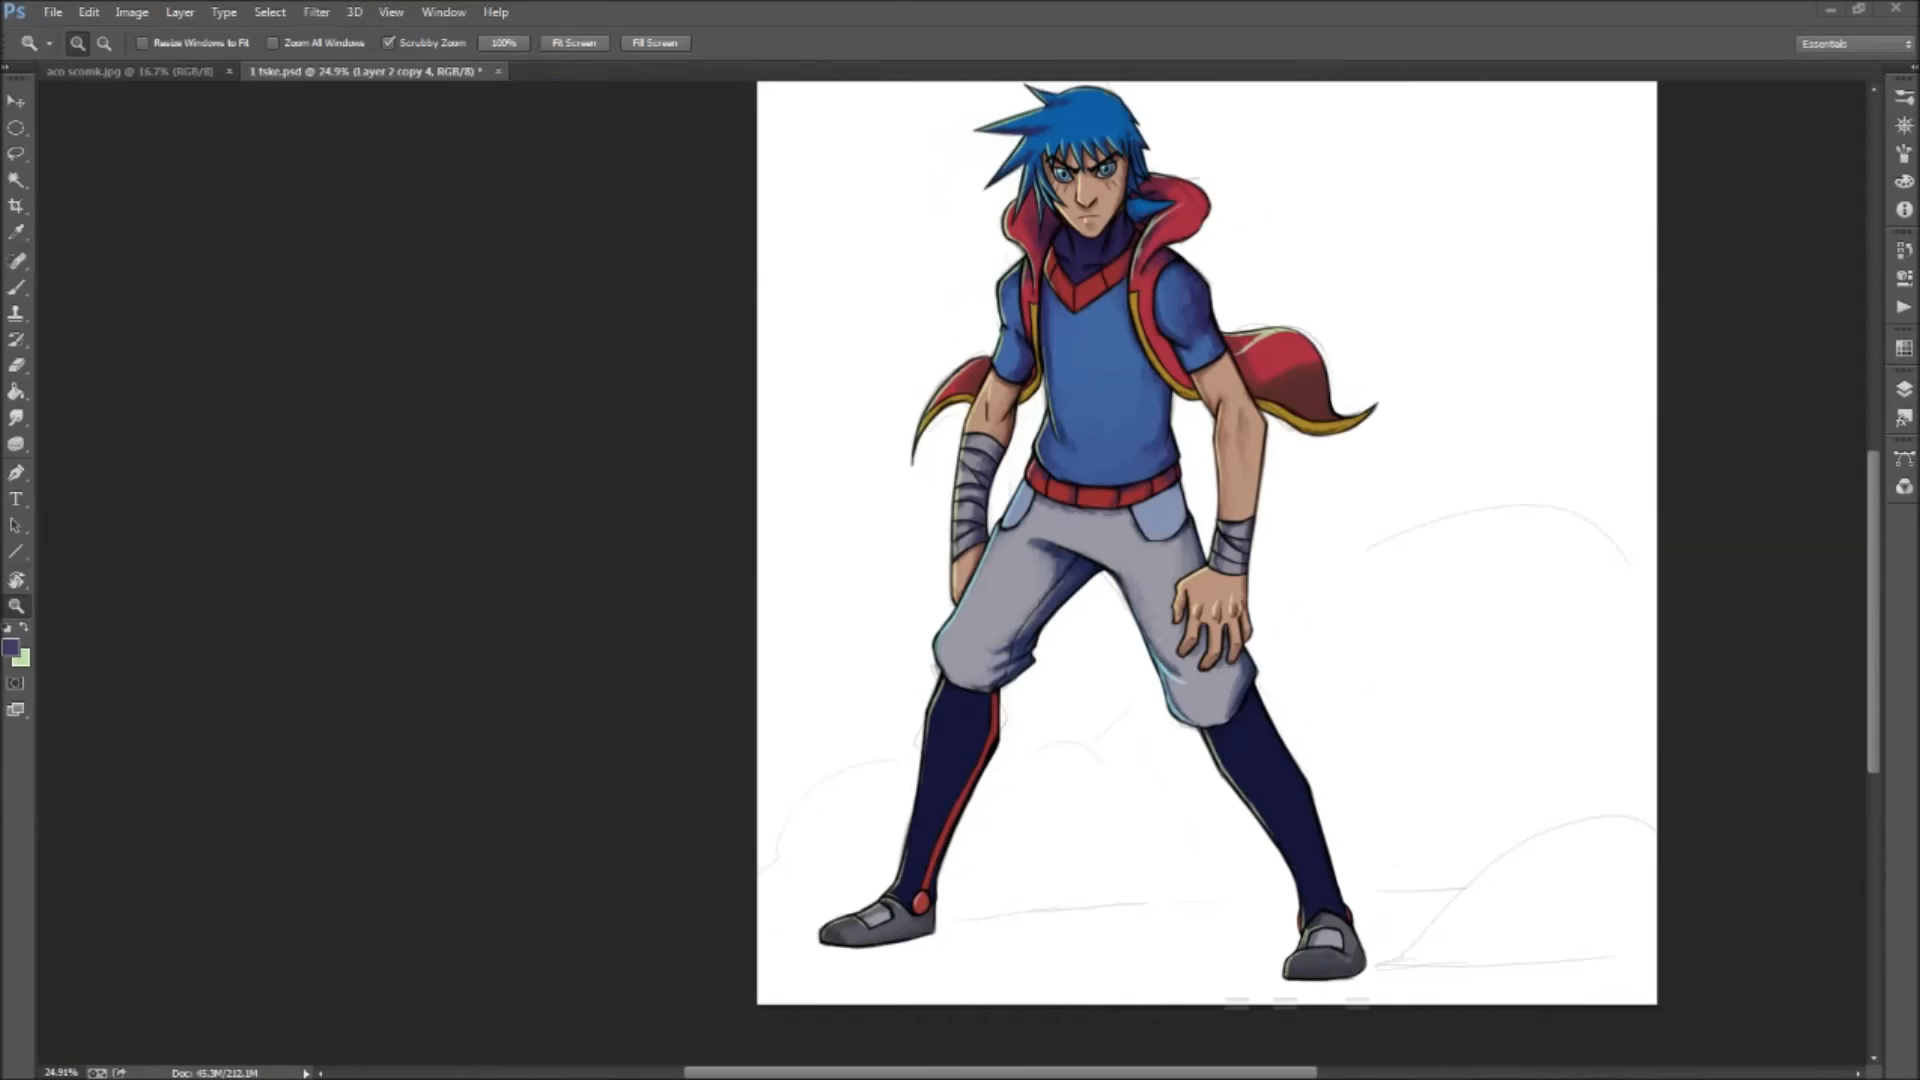 Ps File Edit Image Layer Type Select Filter 3D View Window Help
Resize Windows to Fit Zoom All Windows Scrubby Zoom 100% Fit Screen Fill Screen Essentials
aco scomk.jpg @ 16.7% (RGB/8) × 1 tske.psd @ 24.9% (Layer 2 copy 4, RGB/8) * ×
T
24.91% Doc: 45.3M/212.1M